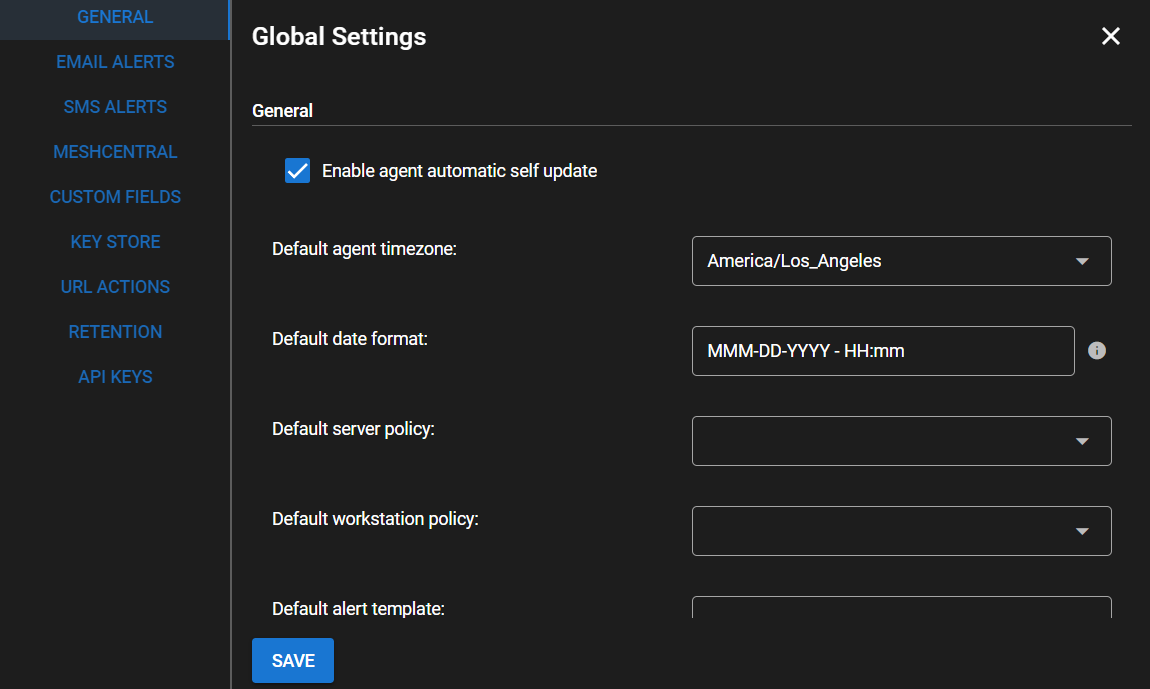 GENERAL
EMAIL ALERTS
SMS ALERTS
MESHCENTRAL
CUSTOM FIELDS
KEY STORE
URL ACTIONS
RETENTION
API KEYS
Global Settings
General
Enable agent automatic self update
Default agent timezone:
America/Los_Angeles
Default date format:
MMM-DD-YYYY - HH:mm
Default server policy:
Default workstation policy:
Default alert template:
SAVE